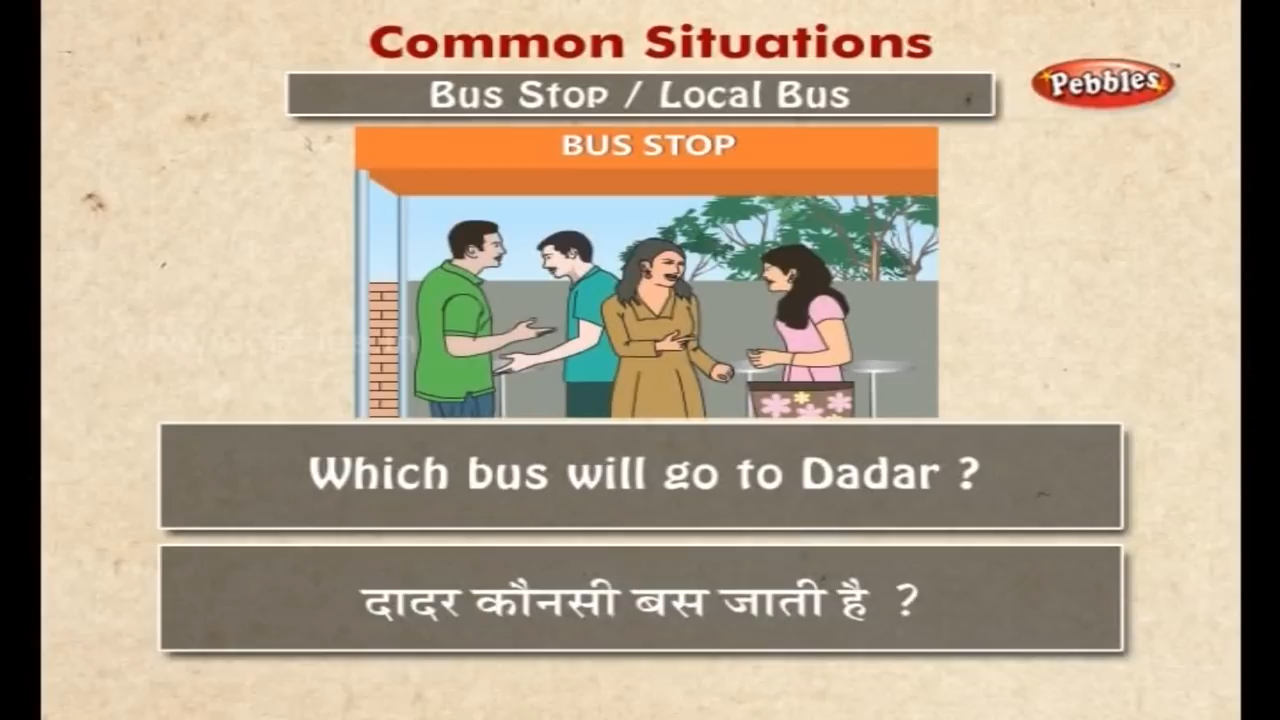 Common Situations
Bus Stop / Local Bus
Pebbles
BUS STOP
Which bus will go to Dadar ?
दादर कौनसी बस जाती है ?